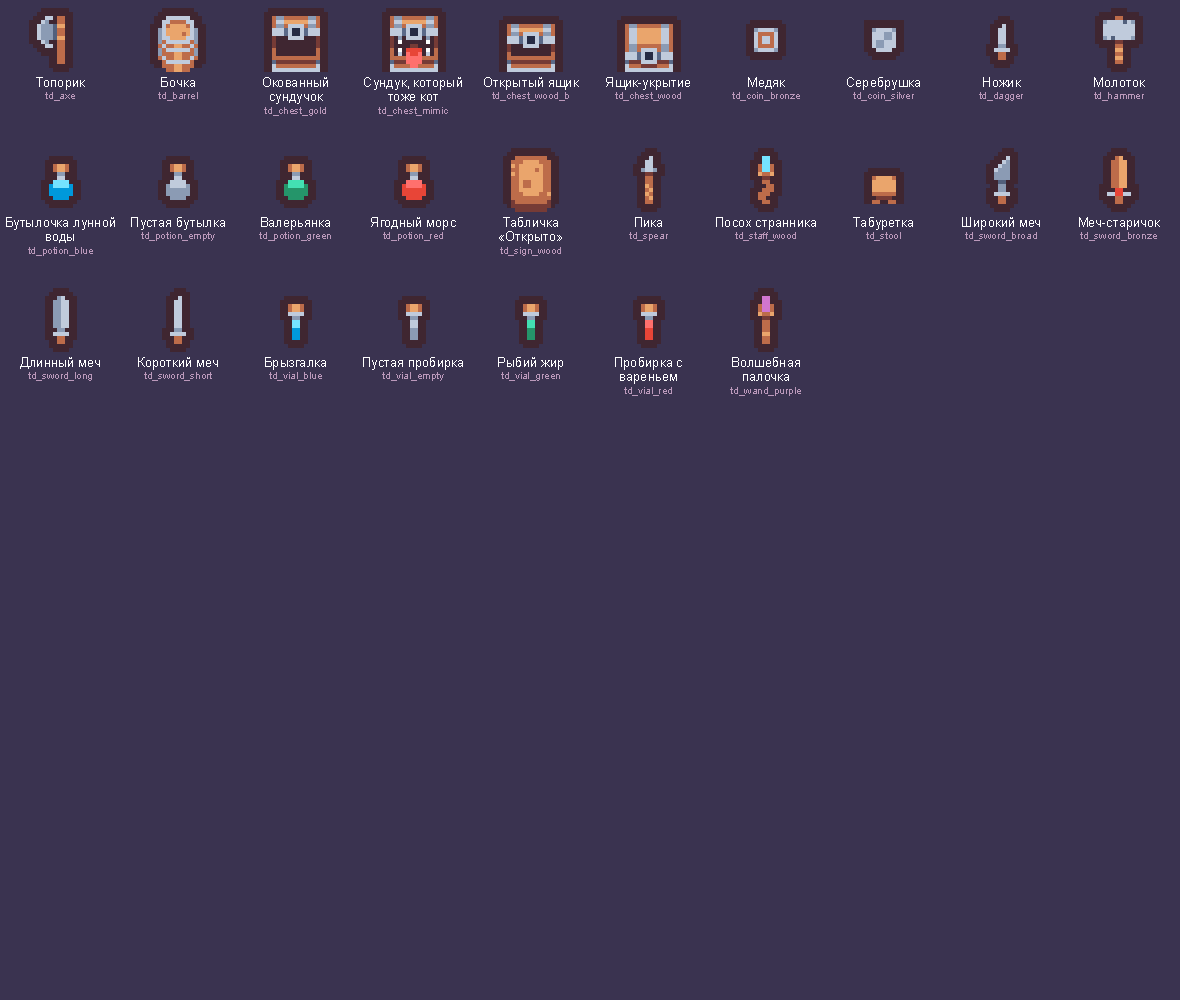 Топорик
td_axe
Бочка
td_barrel
Окованный
сундучок
td_chest_gold
Сундук, который
тоже кот
td_chest_mimic
Открытый ящик
td_chest_wood_b
Ящик-укрытие
td_chest_wood
Медяк
td_coin_bronze
Серебрушка
td_coin_silver
Ножик
td_dagger
Молоток
td_hammer
Бутылочка лунной
воды
td_potion_blue
Пустая бутылка
td_potion_empty
Валерьянка
td_potion_green
Ягодный морс
td_potion_red
Табличка
«Открыто»
td_sign_wood
Пика
td_spear
Посох странника
td_staff_wood
Табуретка
td_stool
Широкий меч
td_sword_broad
Меч-старичок
td_sword_bronze
Длинный меч
td_sword_long
Короткий меч
td_sword_short
Брызгалка
td_vial_blue
Пустая пробирка
td_vial_empty
Рыбий жир
td_vial_green
Пробирка с
вареньем
td_vial_red
Волшебная
палочка
td_wand_purple